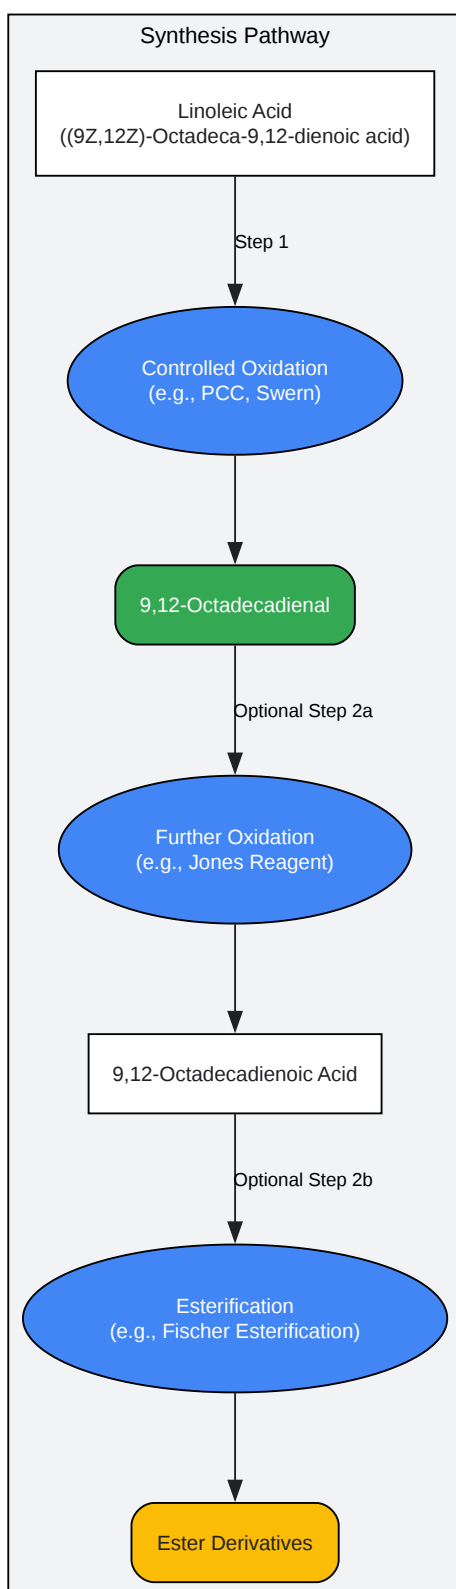 Synthesis Pathway
Linoleic Acid
((9Z,12Z)-Octadeca-9,12-dienoic acid)
Step 1
Controlled Oxidation
(e.g., PCC, Swern)
9,12-Octadecadienal
Optional Step 2a
Further Oxidation
(e.g., Jones Reagent)
9,12-Octadecadienoic Acid
Optional Step 2b
Esterification
(e.g., Fischer Esterification)
Ester Derivatives